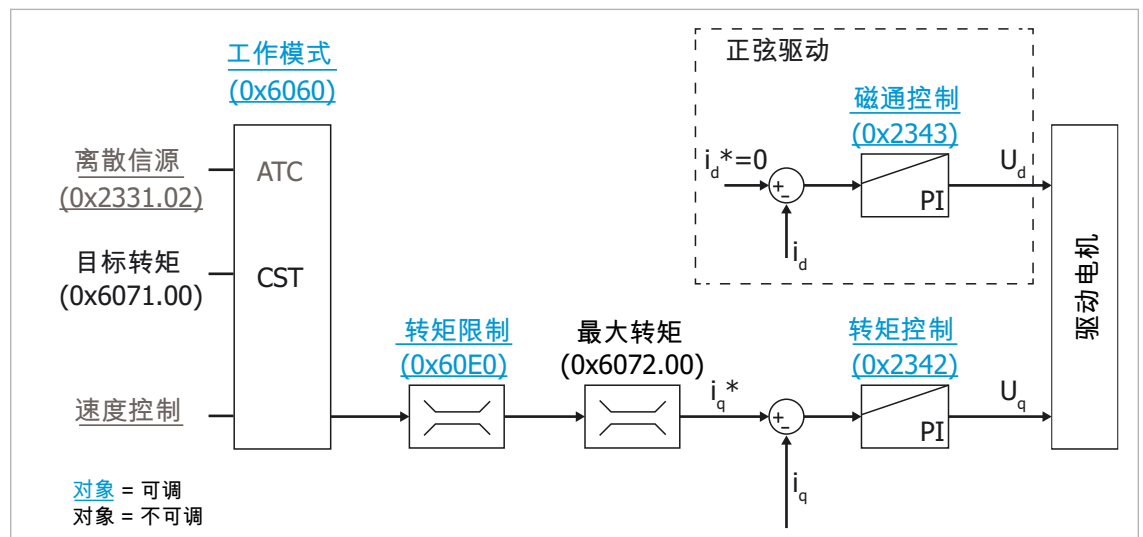 工作模式
(0x6060)
正弦驱动
磁通控制
(0x2343)
离散信源
(0x2331.02)
ATC
i_d*=0
+
-
PI
U_d
i_d
目标转矩
(0x6071.00)
CST
驱动电机
转矩限制
(0x60E0)
最大转矩
(0x6072.00)
转矩控制
(0x2342)
速度控制
i_q*
+
-
PI
U_q
i_q
对象 = 可调
对象 = 不可调